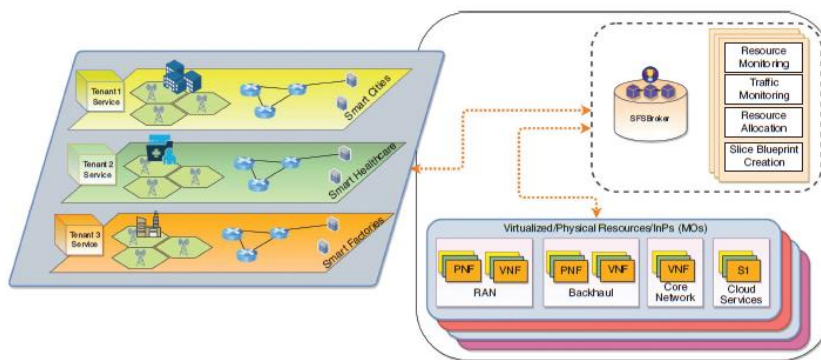 Tenant 1
Service
Smart Cities
Tenant 2
Service
Smart Healthcare
Tenant 3
Service
Smart Factories
SFSBroker
Resource
Monitoring
Traffic
Monitoring
Resource
Allocation
Slice Blueprint
Creation
Virtualized/Physical Resources/InPs (MOs)
PNF
VNF
RAN
PNF
VNF
Backhaul
VNF
Core
Network
S1
Cloud
Services